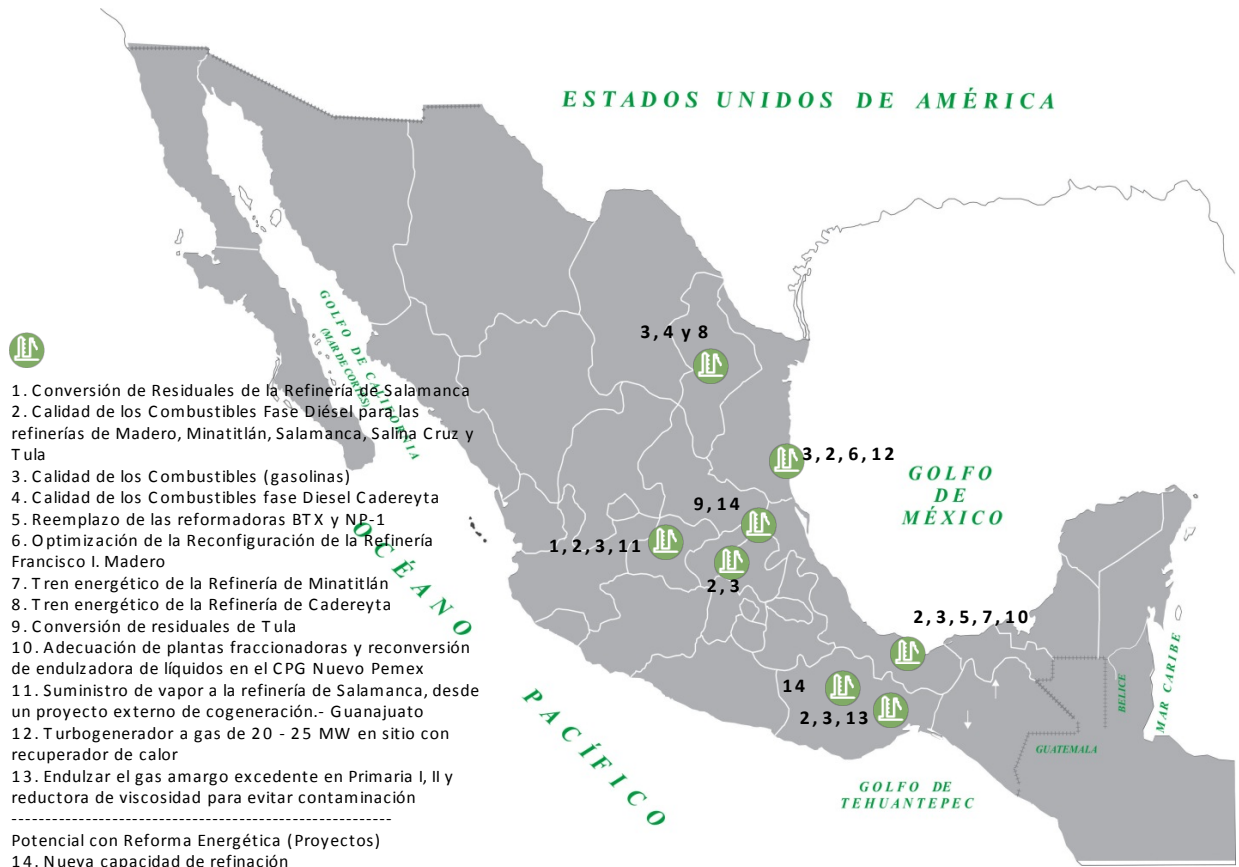 ESTADOS UNIDOS DE AMÉRICA
GOLFO DE CALIFORNIA
(MAR DE CORTÉS)
3, 4 y 8
3, 2, 6, 12
GOLFO
DE
MÉXICO
9, 14
1, 2, 3, 11
2, 3
2, 3, 5, 7, 10
14
2, 3, 13
OCÉANO
PACÍFICO
MAR CARIBE
BELICE
GUATEMALA
GOLFO DE
TEHUANTEPEC
1. Conversión de Residuales de la Refinería de Salamanca
2. Calidad de los Combustibles Fase Diésel para las
refinerías de Madero, Minatitlán, Salamanca, Salina Cruz y
Tula
3. Calidad de los Combustibles (gasolinas)
4. Calidad de los Combustibles fase Diesel Cadereyta
5. Reemplazo de las reformadoras BTX y NP-1
6. Optimización de la Reconfiguración de la Refinería
Francisco I. Madero
7. Tren energético de la Refinería de Minatitlán
8. Tren energético de la Refinería de Cadereyta
9. Conversión de residuales de Tula
10. Adecuación de plantas fraccionadoras y reconversión
de endulzadora de líquidos en el CPG Nuevo Pemex
11. Suministro de vapor a la refinería de Salamanca, desde
un proyecto externo de cogeneración.- Guanajuato
12. Turbogenerador a gas de 20 - 25 MW en sitio con
recuperador de calor
13. Endulzar el gas amargo excedente en Primaria I, II y
reductora de viscosidad para evitar contaminación
---------------------------------------------------------
Potencial con Reforma Energética (Proyectos)
14. Nueva capacidad de refinación